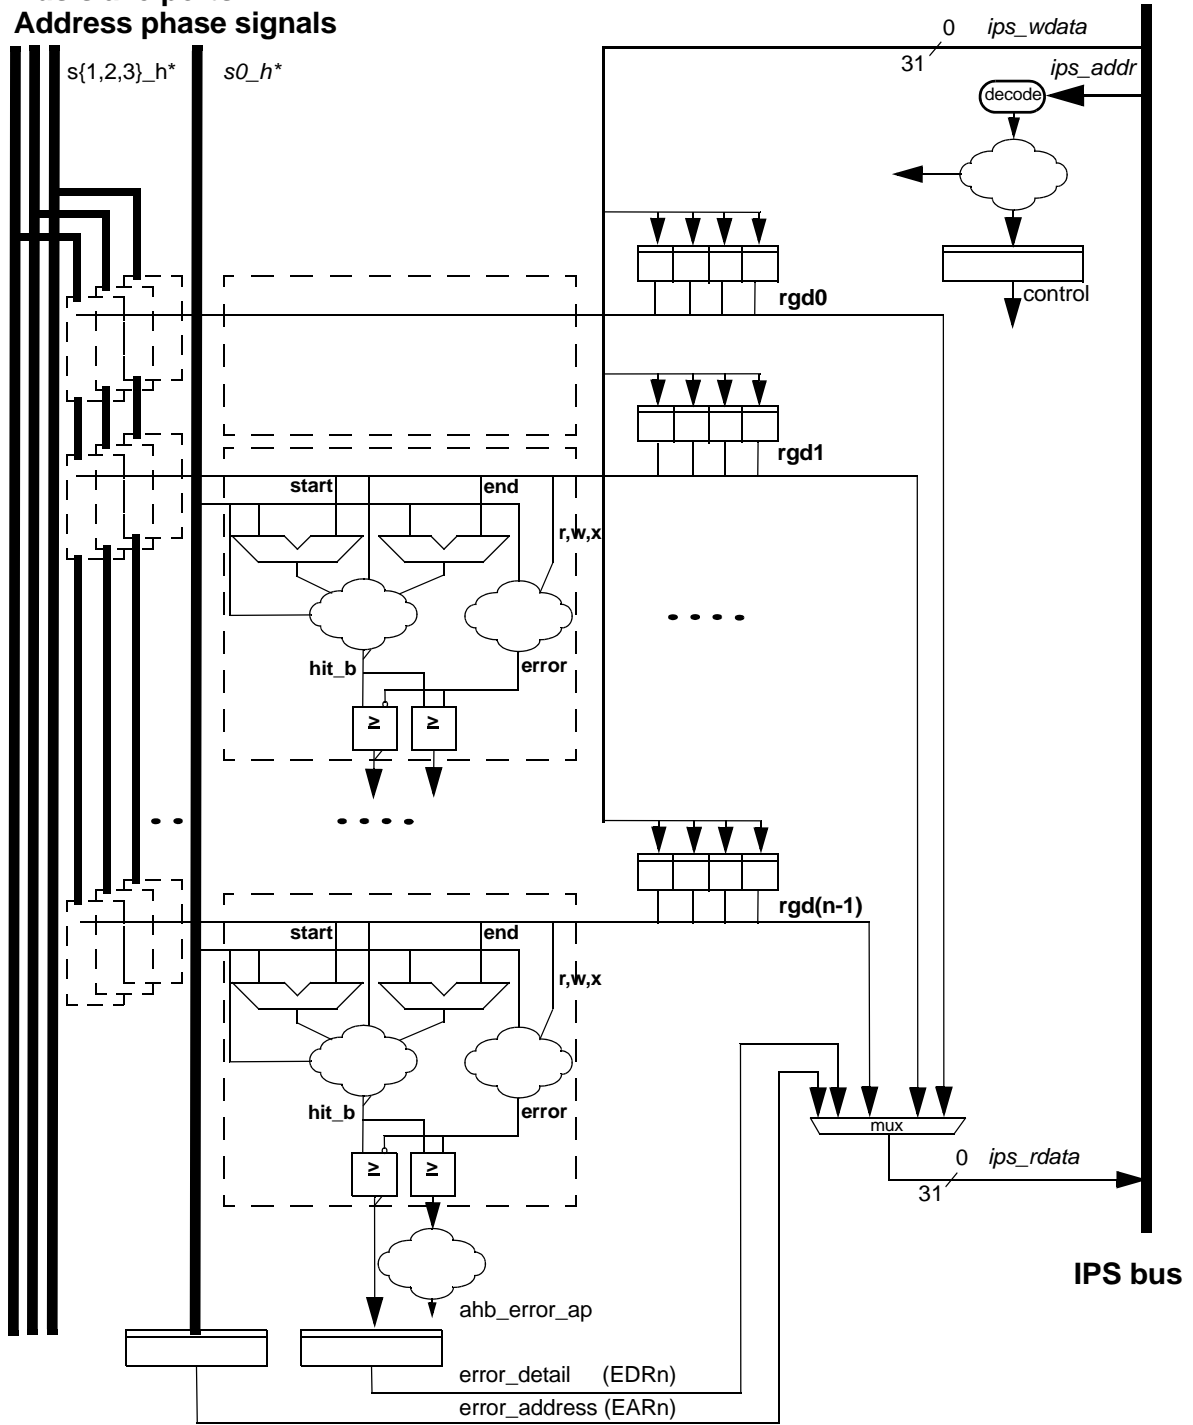 Address phase signals
s{1,2,3}_h*
s0_h*
0
ips_wdata
31
ips_addr
decode
control
rgd0
rgd1
start
end
r,w,x
hit_b
error
≥
≥
rgd(n-1)
start
end
r,w,x
hit_b
error
≥
≥
mux
0
ips_rdata
31
IPS bus
ahb_error_ap
error_detail (EDRn)
error_address (EARn)